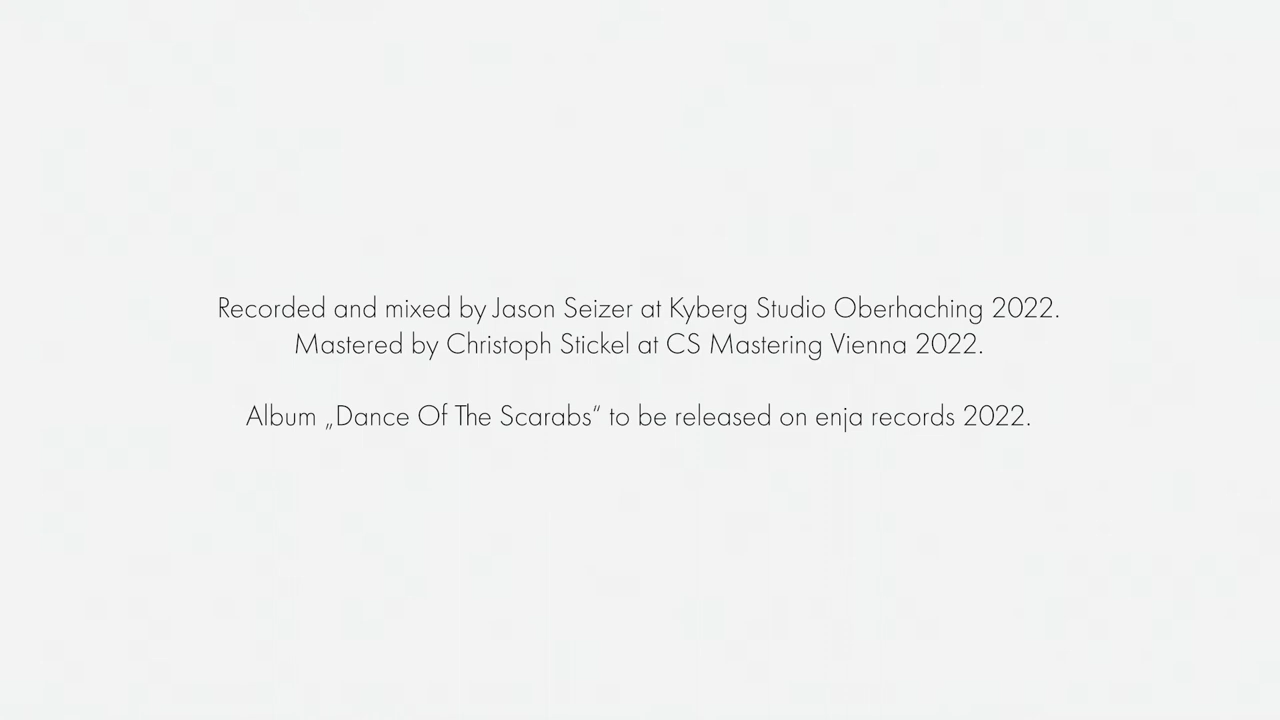 Recorded and mixed by Jason Seizer at Kyberg Studio Oberhaching 2022.
Mastered by Christoph Stickel at CS Mastering Vienna 2022.
Album „Dance Of The Scarabs“ to be released on enja records 2022.